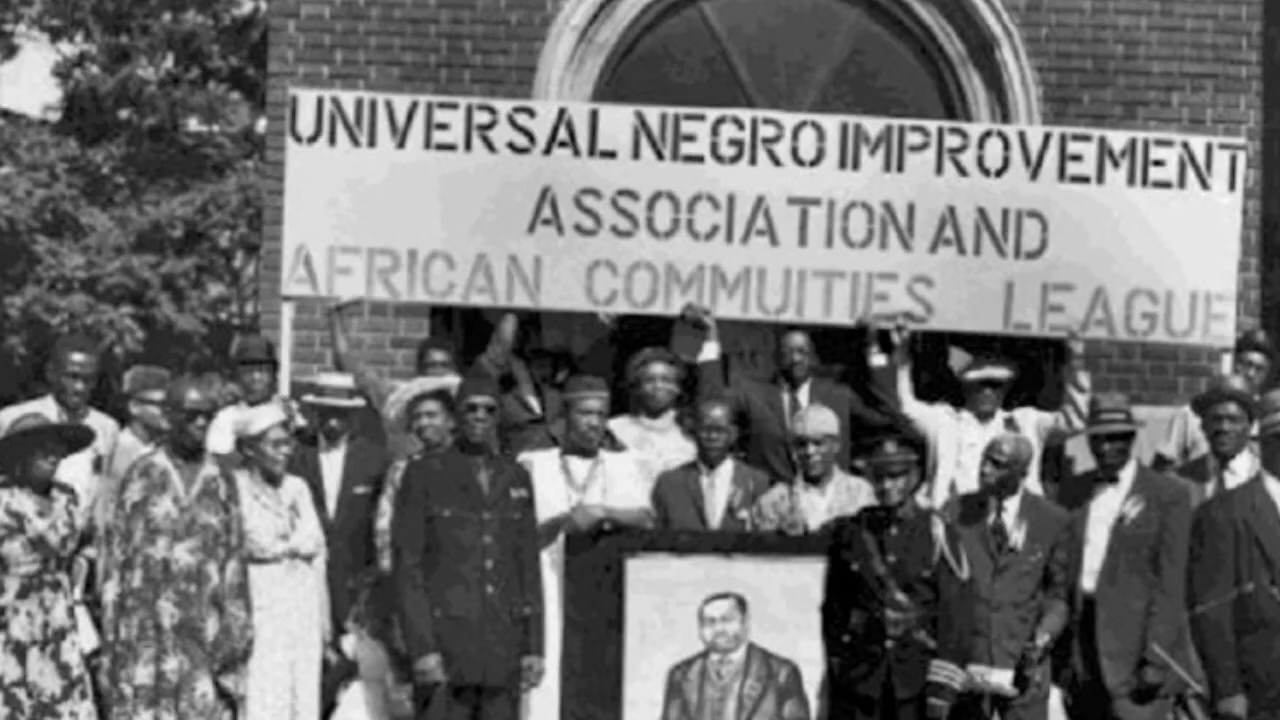 UNIVERSAL NEGRO IMPROVEMENT
ASSOCIATION AND
AFRICAN COMMUITIES LEAGUE